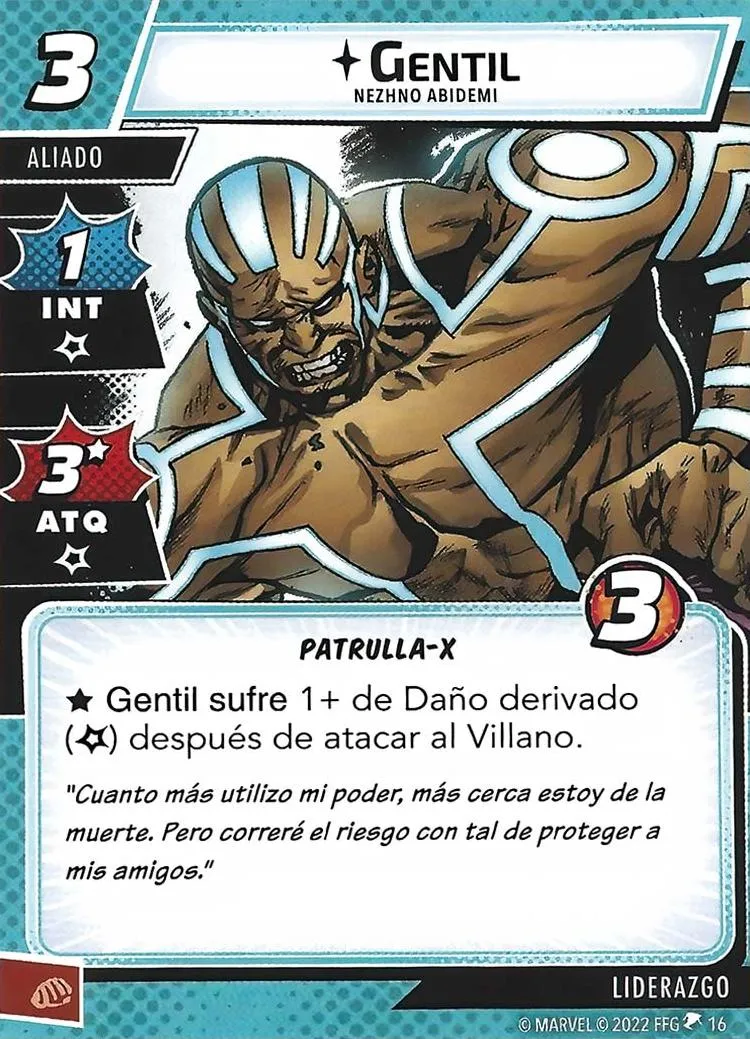 3
GENTIL
NEZHNO ABIDEMI
ALIADO
1
INT
3
ATQ
3
PATRULLA-X
Gentil sufre 1+ de Daño derivado
( ) después de atacar al Villano.
"Cuanto más utilizo mi poder, más cerca estoy de la
muerte. Pero correré el riesgo con tal de proteger a
mis amigos."
LIDERAZGO
© MARVEL © 2022 FFG 16